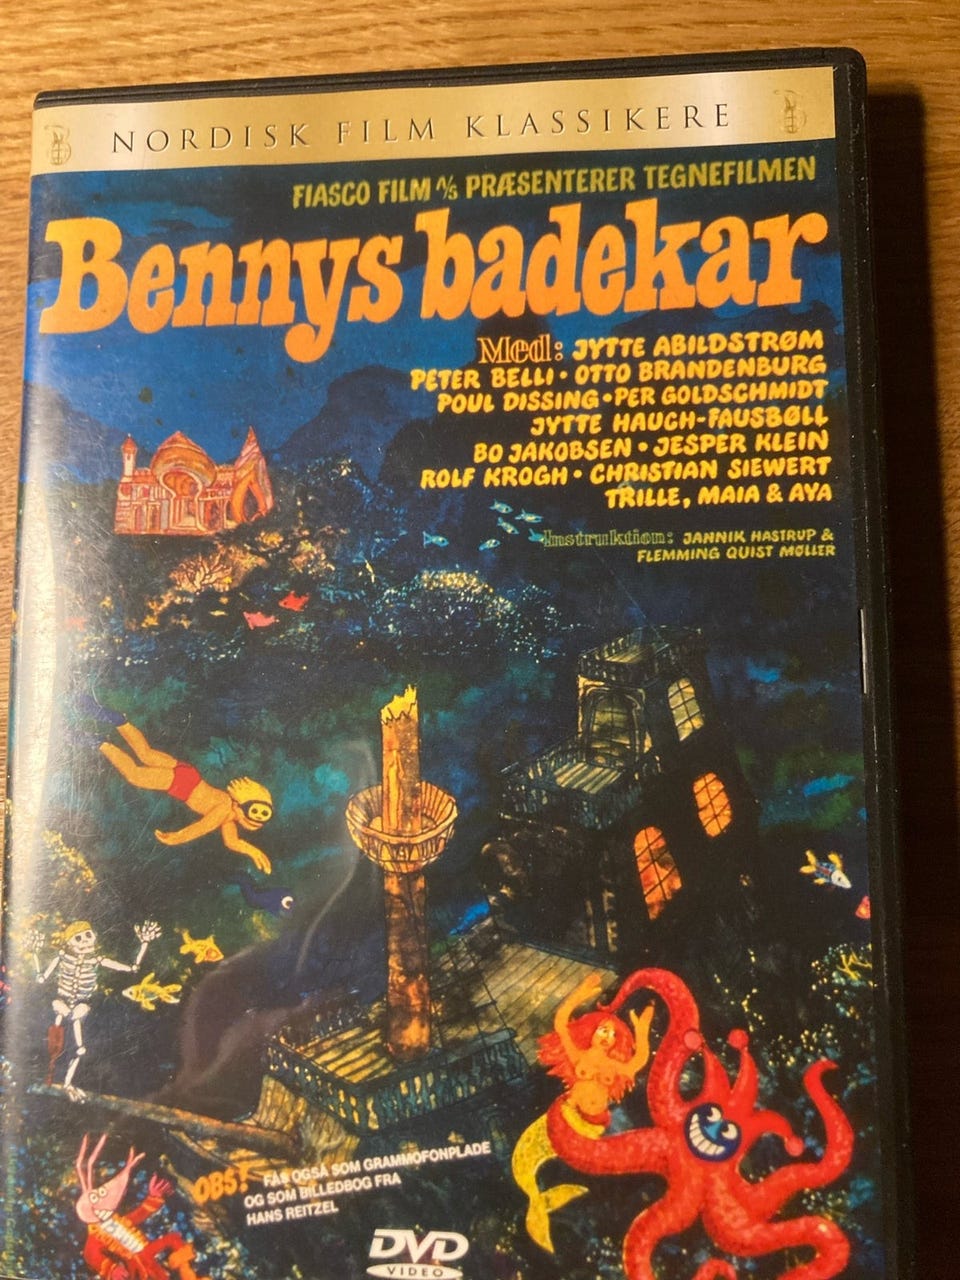 NORDISK FILM KLASSIKERE
FIASCO FILM A/S PRÆSENTERER TEGNEFILMEN
Bennys badekar
Med: JYTTE ABILDSTRØM
PETER BELLI • OTTO BRANDENBURG
POUL DISSING • PER GOLDSCHMIDT
JYTTE HAUCH-FAUSBØLL
BO JAKOBSEN • JESPER KLEIN
ROLF KROGH • CHRISTIAN SIEWERT
TRILLE, MAIA & AYA
Instruktion: JANNIK HASTRUP &
FLEMMING QUIST MØLLER
OBS! FÅS OGSÅ SOM GRAMMOFONPLADE
OG SOM BILLEDBOG FRA
HANS REITZEL
DVD
VIDEO